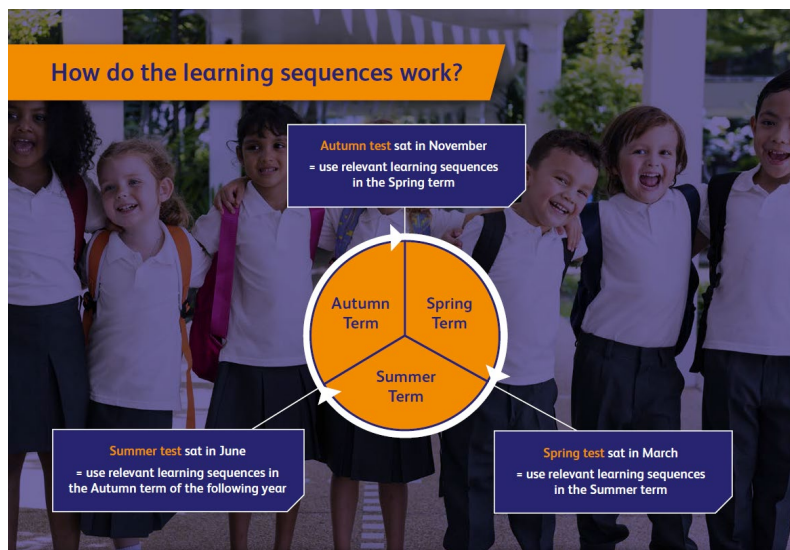 How do the learning sequences work?
Autumn test sat in November
= use relevant learning sequences
in the Spring term
Autumn
Term
Spring
Term
Summer
Term
Summer test sat in June
= use relevant learning sequences in
the Autumn term of the following year
Spring test sat in March
= use relevant learning sequences
in the Summer term